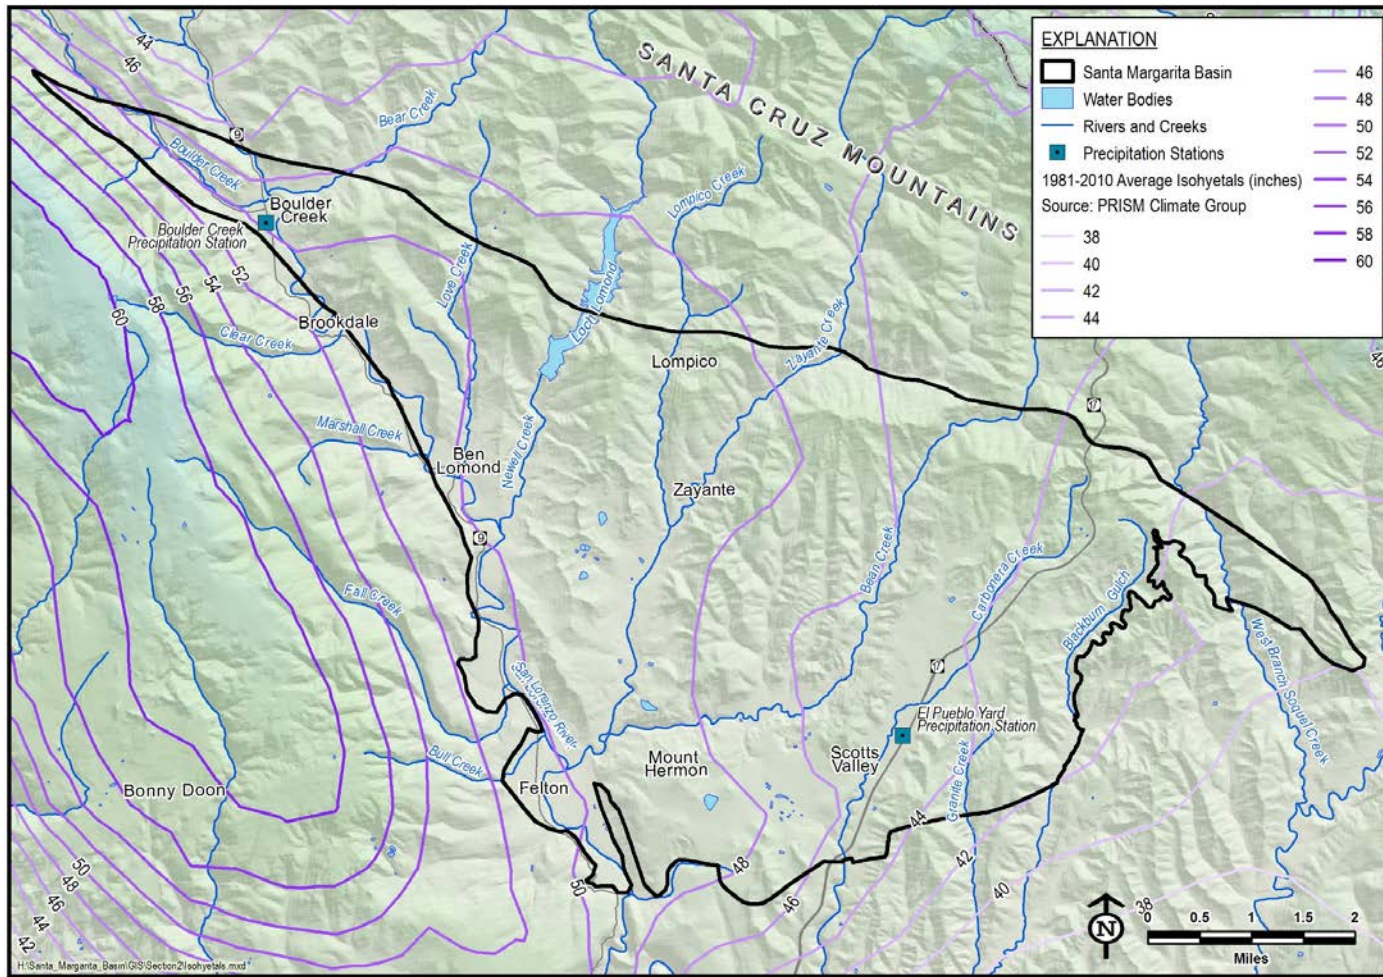 EXPLANATION
Santa Margarita Basin
Water Bodies
Rivers and Creeks
Precipitation Stations
1981-2010 Average Isohyetals (inches)
Source: PRISM Climate Group
38
40
42
44
46
48
50
52
54
56
58
60
SANTA CRUZ MOUNTAINS
44
46
9
Bear Creek
Boulder Creek
Boulder
Creek
Boulder Creek
Precipitation Station
Lompico Creek
Love Creek
Loch Lomond
52
54
56
58
60
Brookdale
Clear Creek
Zayante Creek
Lompico
46
17
Marshall Creek
Ben
Lomond
Newell Creek
Zayante
9
Bean Creek
Carbonera Creek
Blackburn Gulch
Fall Creek
West Branch Soquel Creek
17
San Lorenzo River
El Pueblo Yard
Precipitation Station
Mount
Hermon
Scotts
Valley
Bull Creek
Felton
Bonny Doon
Granite Creek
44
42
40
38
50
48
46
50
48
46
44
42
N
0 0.5 1 1.5 2
Miles
H:\Santa_Margarita_Basin\GIS\Section2\Isohyetals.mxd